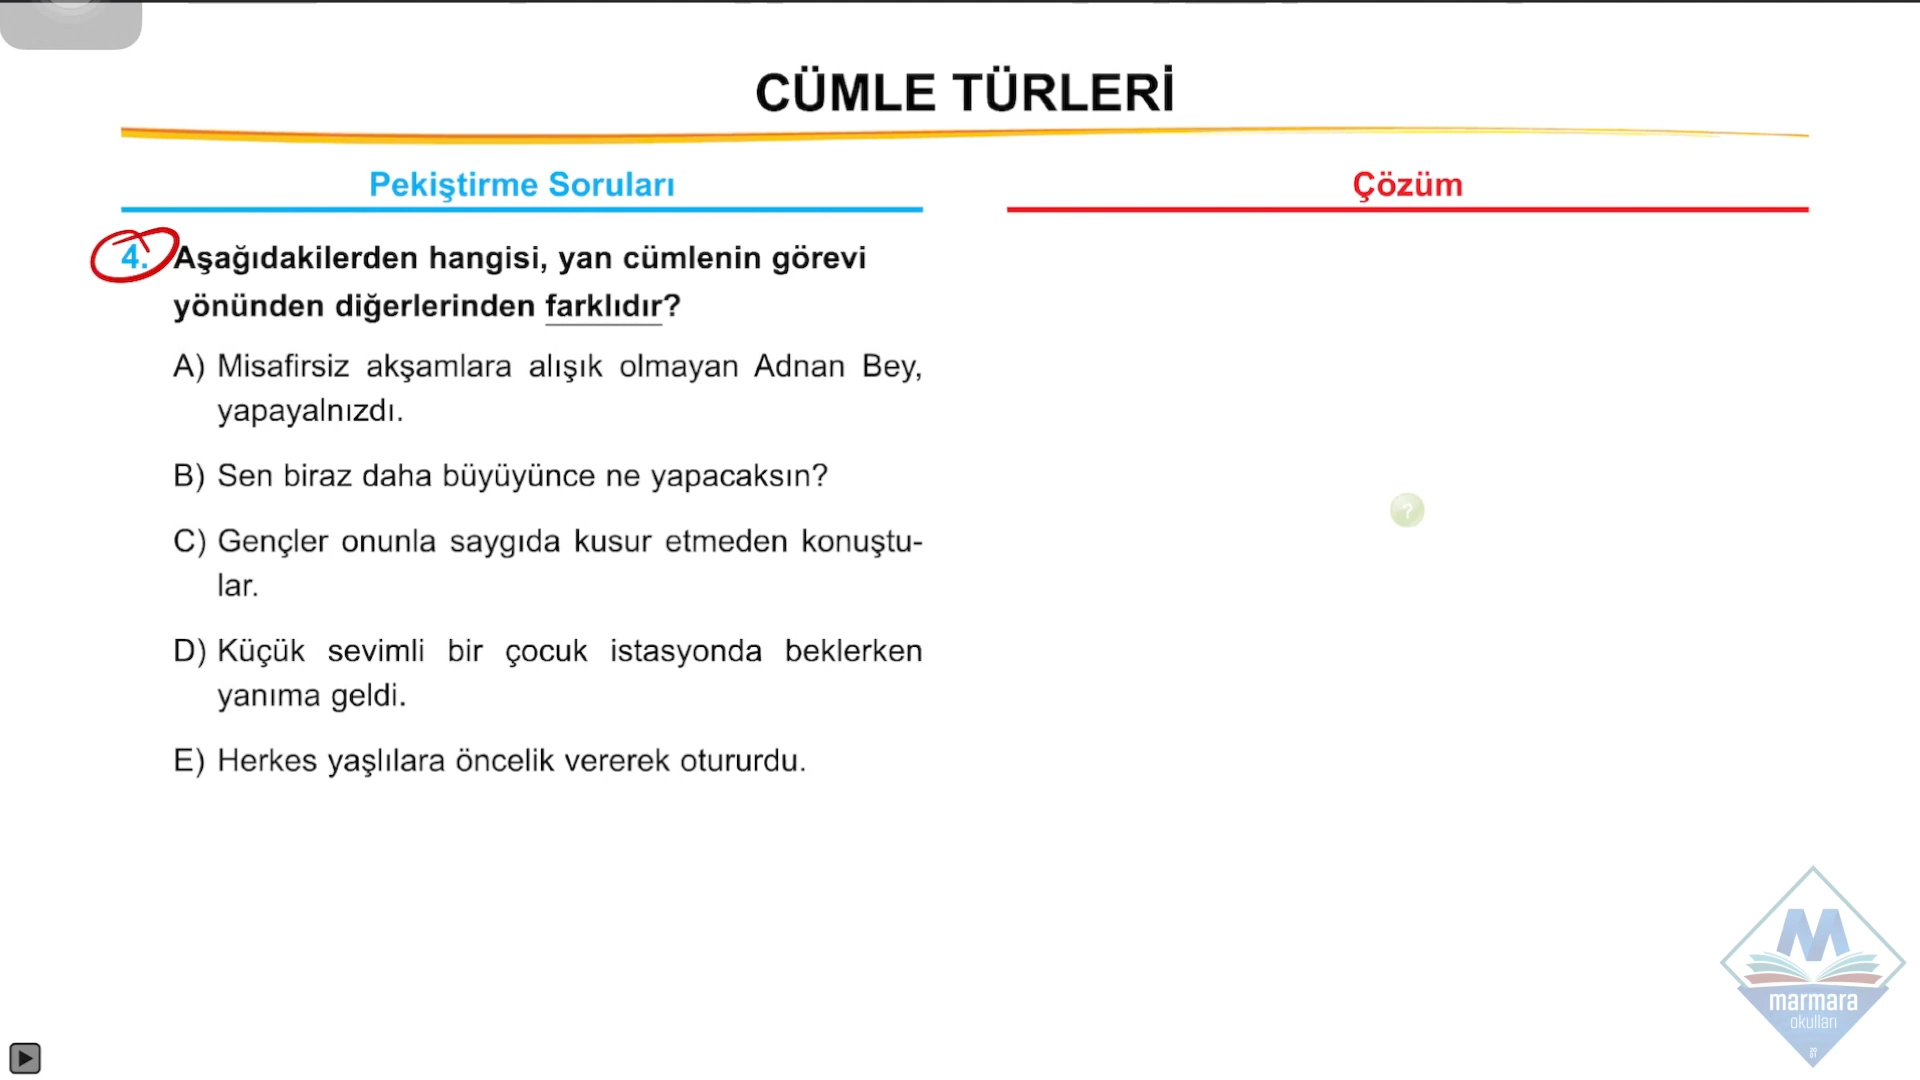 CÜMLE TÜRLERİ
Pekiştirme Soruları
Çözüm
4. Aşağıdakilerden hangisi, yan cümlenin görevi
yönünden diğerlerinden farklıdır?
A) Misafirsiz akşamlara alışık olmayan Adnan Bey,
yapayalnızdı.
B) Sen biraz daha büyüyünce ne yapacaksın?
C) Gençler onunla saygıda kusur etmeden konuştu-
lar.
D) Küçük sevimli bir çocuk istasyonda beklerken
yanıma geldi.
E) Herkes yaşlılara öncelik vererek otururdu.
?
M
marmara
okulları